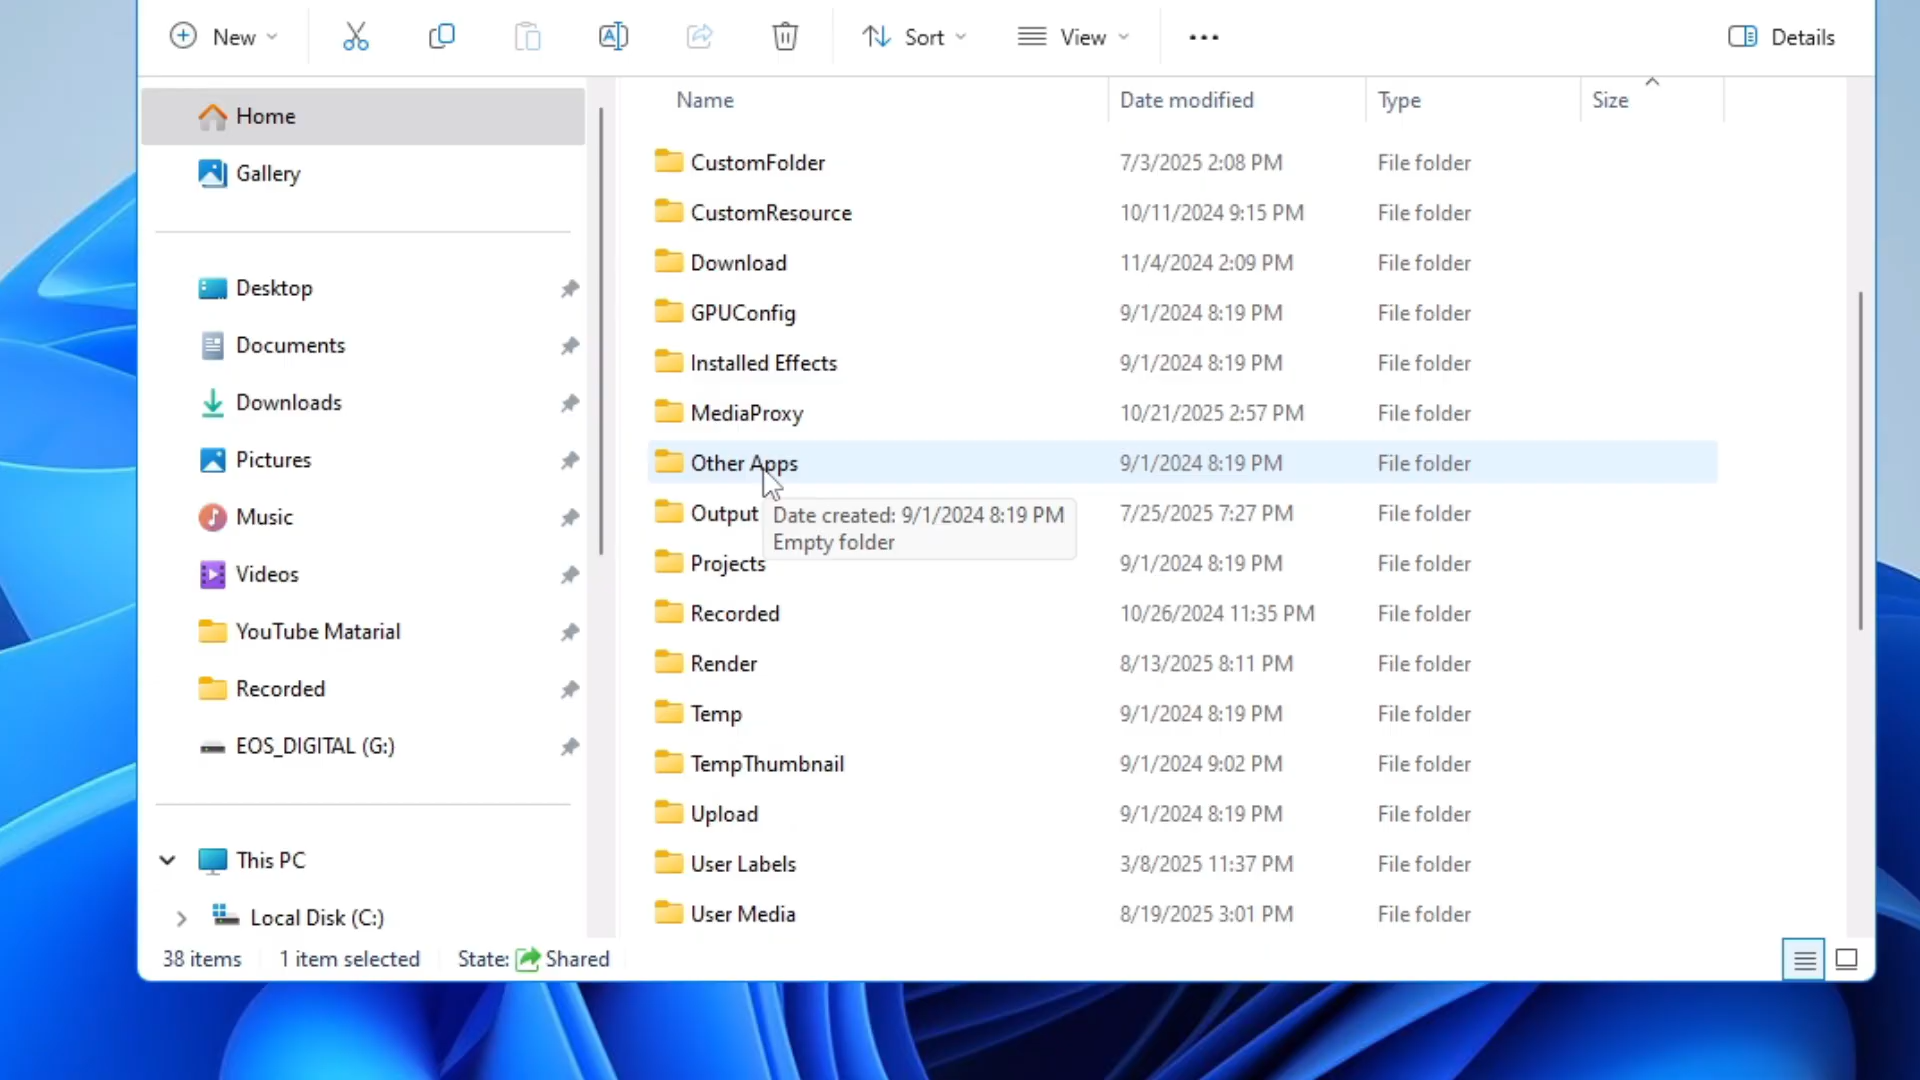 New Sort View ••• Details
Home
Gallery
Desktop
Documents
Downloads
Pictures
Music
Videos
YouTube Matarial
Recorded
EOS_DIGITAL (G:)
This PC
Local Disk (C:)
Name Date modified Type Size
CustomFolder 7/3/2025 2:08 PM File folder
CustomResource 10/11/2024 9:15 PM File folder
Download 11/4/2024 2:09 PM File folder
GPUConfig 9/1/2024 8:19 PM File folder
Installed Effects 9/1/2024 8:19 PM File folder
MediaProxy 10/21/2025 2:57 PM File folder
Other Apps 9/1/2024 8:19 PM File folder
Output 7/25/2025 7:27 PM File folder
Date created: 9/1/2024 8:19 PM
Empty folder
Projects 9/1/2024 8:19 PM File folder
Recorded 10/26/2024 11:35 PM File folder
Render 8/13/2025 8:11 PM File folder
Temp 9/1/2024 8:19 PM File folder
TempThumbnail 9/1/2024 9:02 PM File folder
Upload 9/1/2024 8:19 PM File folder
User Labels 3/8/2025 11:37 PM File folder
User Media 8/19/2025 3:01 PM File folder
38 items 1 item selected State: Shared